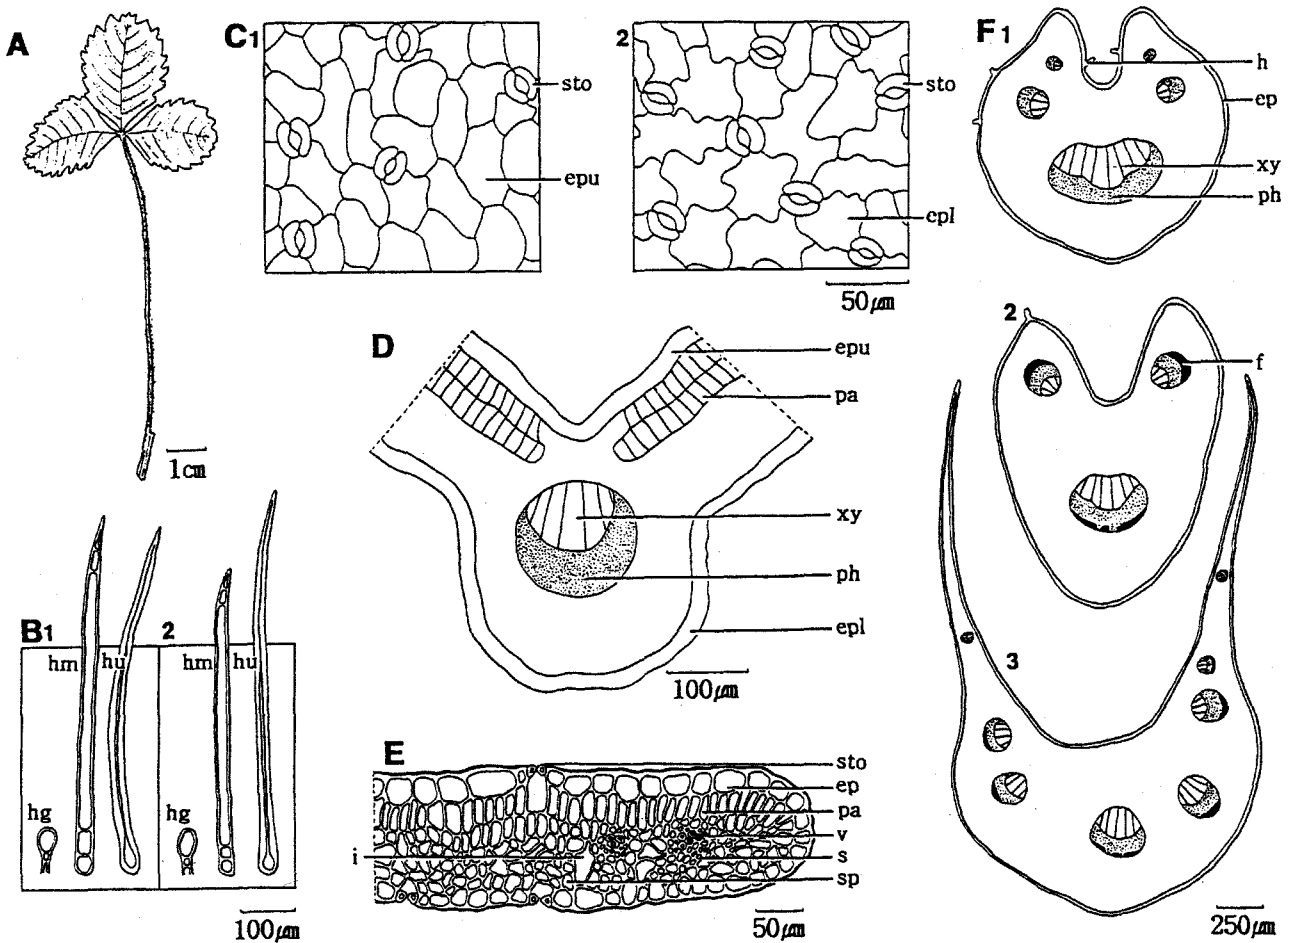 A
1cm
B1
hm
hu
hg
2
hm
hu
hg
100μm
C1
sto
epu
2
sto
epl
50μm
D
epu
pa
xy
ph
epl
100μm
E
sto
ep
pa
v
s
sp
i
50μm
F1
h
ep
xy
ph
2
f
3
250μm